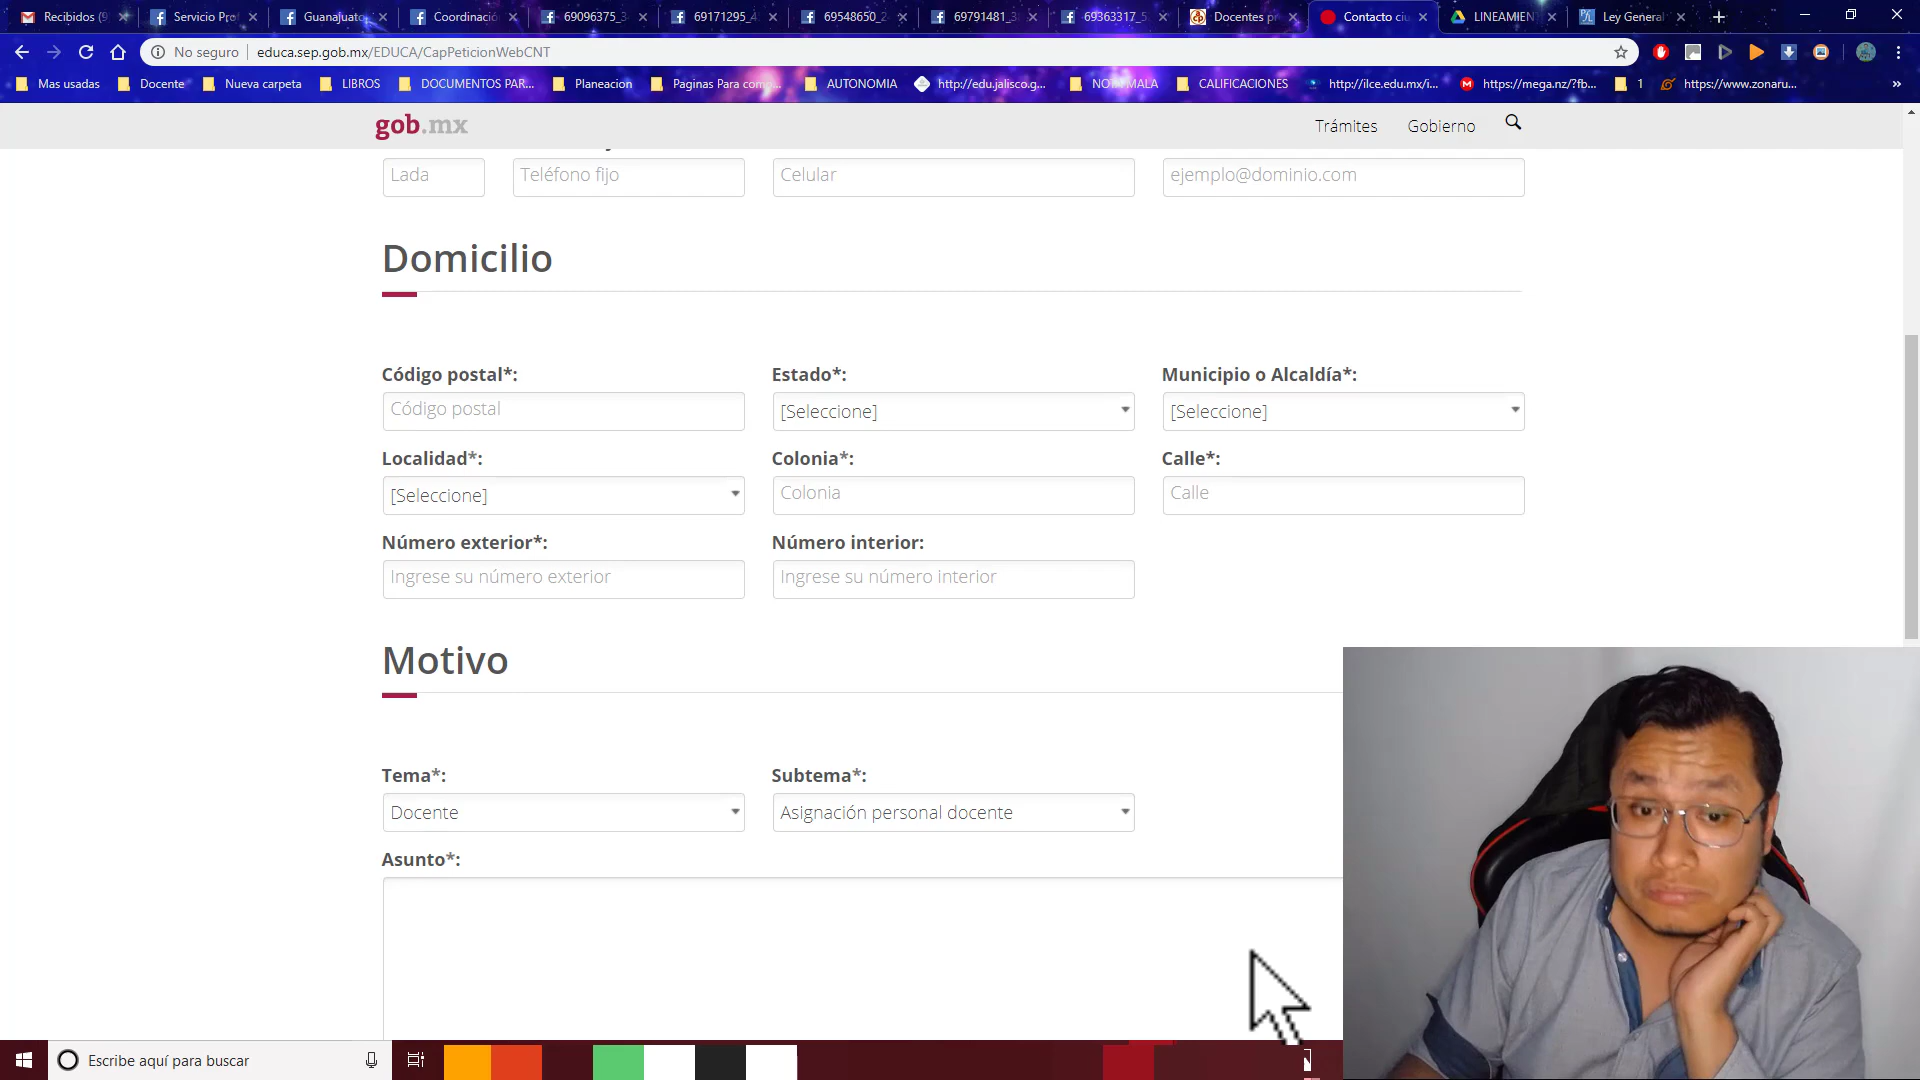 Recibidos (9
Servicio Prof
Guanajuato
Coordinació
69096375_3
69171295_4
69548650_2
69791481_3
69363317_5
Docentes pr
Contacto ciu
LINEAMIEN
Ley General
No seguro
educa.sep.gob.mx/EDUCA/CapPeticionWebCNT
Mas usadas
Docente
Nueva carpeta
LIBROS
DOCUMENTOS PAR...
Planeacion
Paginas Para com...
AUTONOMIA
http://edu.jalisco.g...
NOTA MALA
CALIFICACIONES
http://ilce.edu.mx/i...
https://mega.nz/?fb...
1
https://www.zonaru...
»
gob.mx
Trámites
Gobierno
Lada
Teléfono fijo
Celular
ejemplo@dominio.com
Domicilio
Código postal*:
Estado*:
Municipio o Alcaldía*:
Código postal
[Seleccione]
[Seleccione]
Localidad*:
Colonia*:
Calle*:
[Seleccione]
Colonia
Calle
Número exterior*:
Número interior:
Ingrese su número exterior
Ingrese su número interior
Motivo
Tema*:
Subtema*:
Docente
Asignación personal docente
Asunto*:
Escribe aquí para buscar